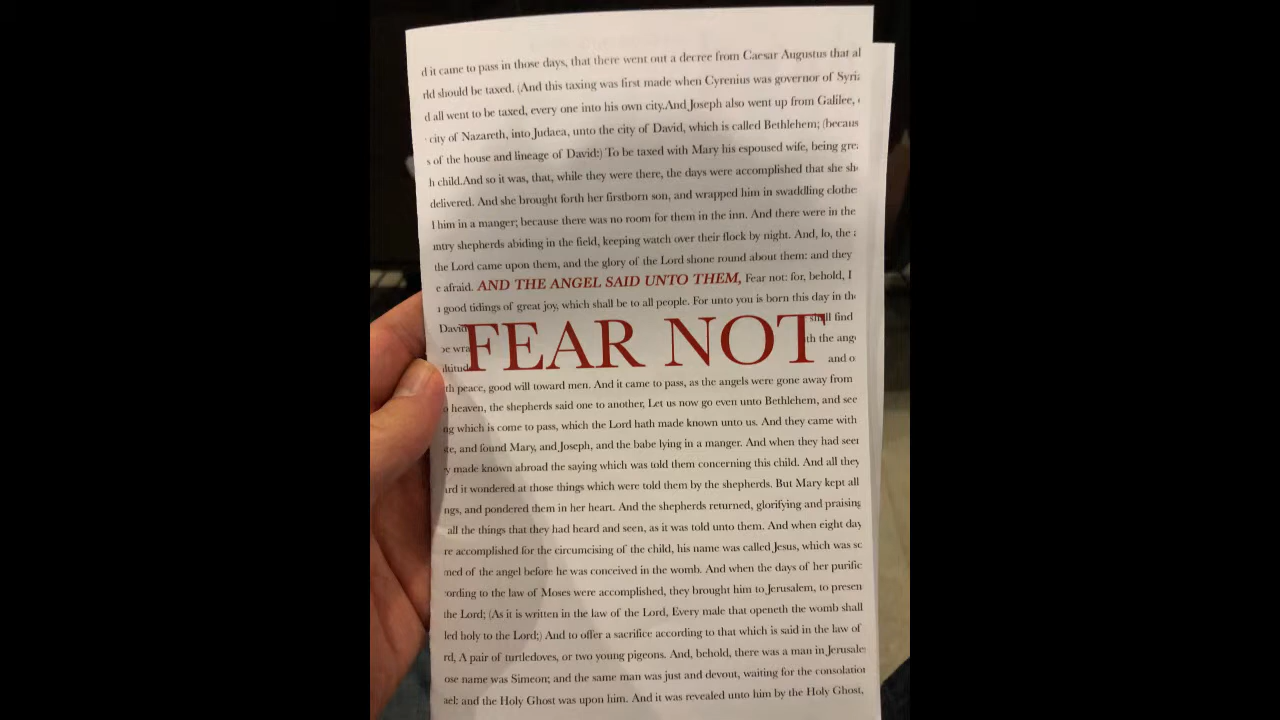 d it came to pass in those days, that there went out a decree from Caesar Augustus that al
rld should be taxed. (And this taxing was first made when Cyrenius was governor of Syria
d all went to be taxed, every one into his own city.And Joseph also went up from Galilee,
city of Nazareth, into Judaea, unto the city of David, which is called Bethlehem; (becaus
s of the house and lineage of David:) To be taxed with Mary his espoused wife, being grea
h child.And so it was, that, while they were there, the days were accomplished that she sh
delivered. And she brought forth her firstborn son, and wrapped him in swaddling clothe
l him in a manger; because there was no room for them in the inn. And there were in the
ntry shepherds abiding in the field, keeping watch over their flock by night. And, lo, the a
the Lord came upon them, and the glory of the Lord shone round about them: and they
e afraid. AND THE ANGEL SAID UNTO THEM, Fear not: for, behold, I
good tidings of great joy, which shall be to all people. For unto you is born this day in the
David shall find
FEAR NOT
be wra th the ange
ltitude and o
th peace, good will toward men. And it came to pass, as the angels were gone away from
o heaven, the shepherds said one to another, Let us now go even unto Bethlehem, and see
ng which is come to pass, which the Lord hath made known unto us. And they came with
te, and found Mary, and Joseph, and the babe lying in a manger. And when they had seen
y made known abroad the saying which was told them concerning this child. And all they
ard it wondered at those things which were told them by the shepherds. But Mary kept all
ngs, and pondered them in her heart. And the shepherds returned, glorifying and praising
all the things that they had heard and seen, as it was told unto them. And when eight day
re accomplished for the circumcising of the child, his name was called Jesus, which was so
med of the angel before he was conceived in the womb. And when the days of her purific
cording to the law of Moses were accomplished, they brought him to Jerusalem, to presen
the Lord; (As it is written in the law of the Lord, Every male that openeth the womb shall
led holy to the Lord;) And to offer a sacrifice according to that which is said in the law of
rd, A pair of turtledoves, or two young pigeons. And, behold, there was a man in Jerusale
ose name was Simeon; and the same man was just and devout, waiting for the consolation
ael: and the Holy Ghost was upon him. And it was revealed unto him by the Holy Ghost,